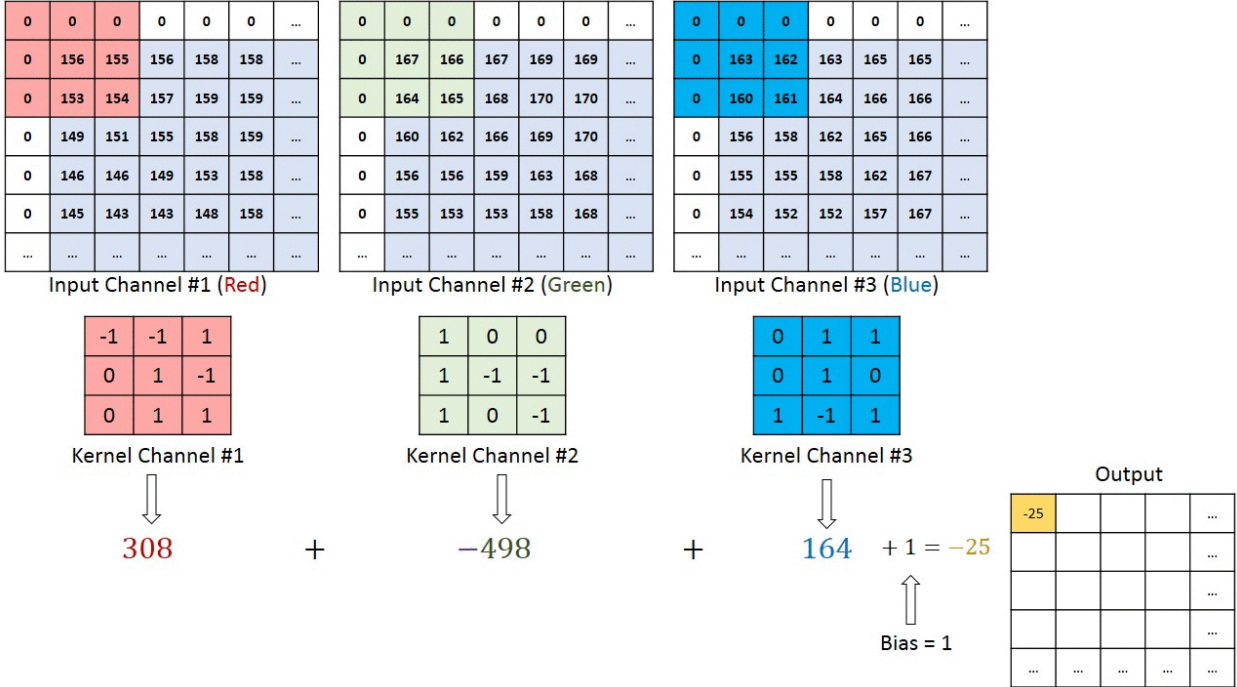 0 0 0 0 0 0 ...
0 156 155 156 158 158 ...
0 153 154 157 159 159 ...
0 149 151 155 158 159 ...
0 146 146 149 153 158 ...
0 145 143 143 148 158 ...
... ... ... ... ... ... ...
Input Channel #1 (Red)
0 0 0 0 0 0 ...
0 167 166 167 169 169 ...
0 164 165 168 170 170 ...
0 160 162 166 169 170 ...
0 156 156 159 163 168 ...
0 155 153 153 158 168 ...
... ... ... ... ... ... ...
Input Channel #2 (Green)
0 0 0 0 0 0 ...
0 163 162 163 165 165 ...
0 160 161 164 166 166 ...
0 156 158 162 165 166 ...
0 155 155 158 162 167 ...
0 154 152 152 157 167 ...
... ... ... ... ... ... ...
Input Channel #3 (Blue)
-1 -1 1
0 1 -1
0 1 1
Kernel Channel #1
1 0 0
1 -1 -1
1 0 -1
Kernel Channel #2
0 1 1
0 1 0
1 -1 1
Kernel Channel #3
308 + −498 + 164 + 1 = −25
Bias = 1
Output
-25 ...
...
...
...
... ... ... ... ...